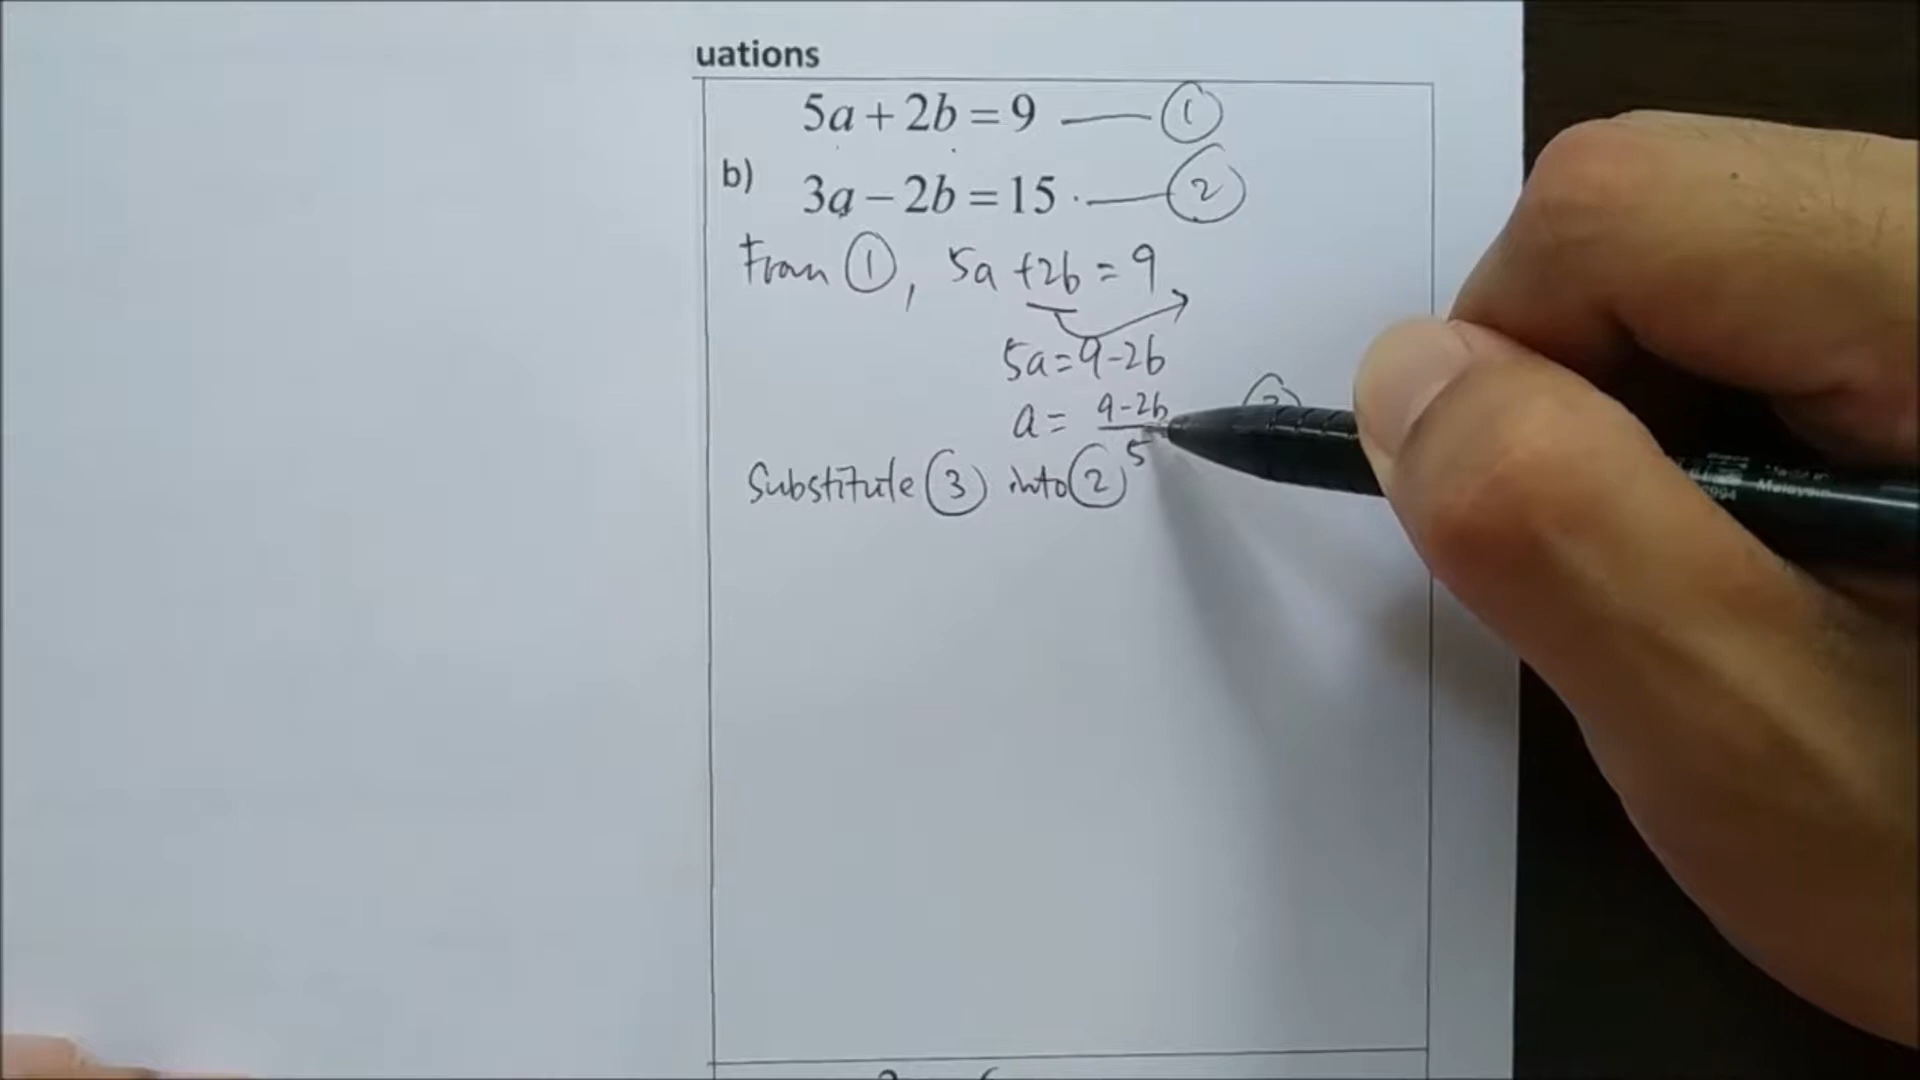 uations
5a + 2b = 9 —— ①
b)
3a − 2b = 15 —— ②
From ①, 5a + 2b = 9
5a = 9 - 2b
a = (9 - 2b)/5
Substitute ③ into ②